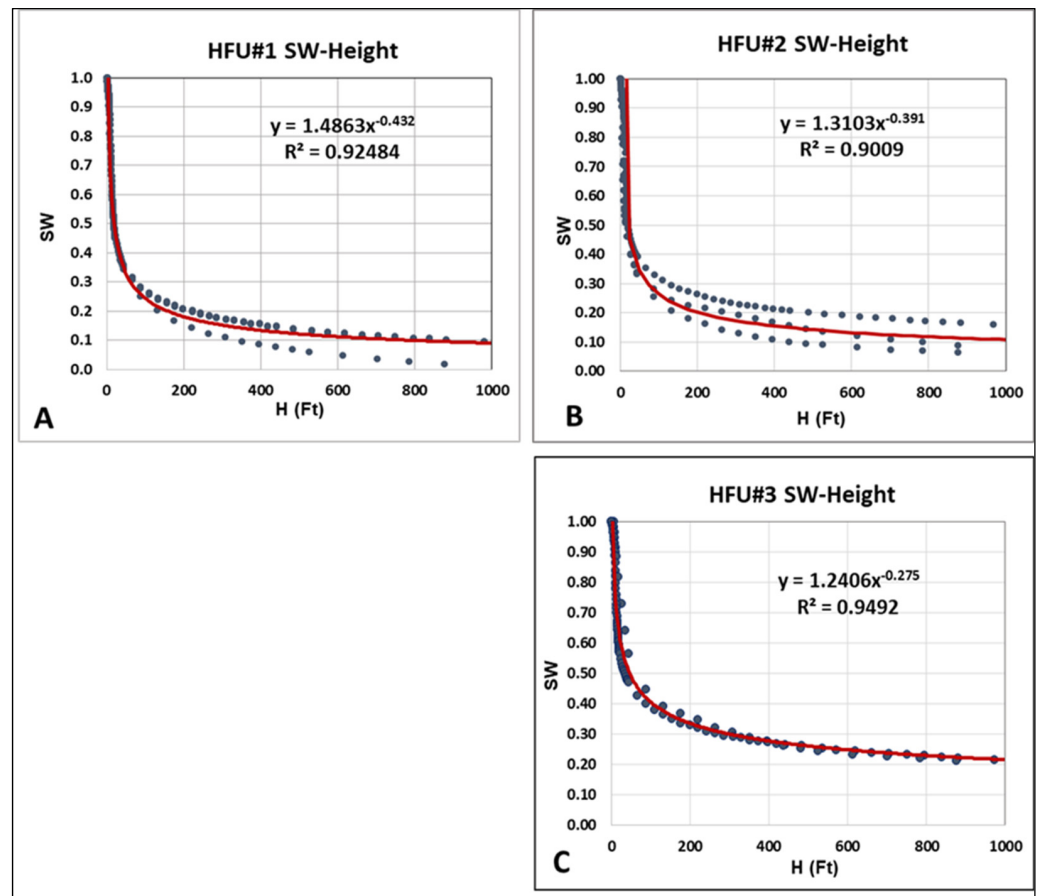 HFU#1 SW-Height
1.0
0.9
0.8
0.7
0.6
0.5
0.4
0.3
0.2
0.1
0.0
SW
y = 1.4863x^-0.432
R² = 0.92484
0 200 400 600 800 1000
H (Ft)
A
HFU#2 SW-Height
1.00
0.90
0.80
0.70
0.60
0.50
0.40
0.30
0.20
0.10
0.00
SW
y = 1.3103x^-0.391
R² = 0.9009
0 200 400 600 800 1000
H (Ft)
B
HFU#3 SW-Height
1.00
0.90
0.80
0.70
0.60
0.50
0.40
0.30
0.20
0.10
0.00
SW
y = 1.2406x^-0.275
R² = 0.9492
0 200 400 600 800 1000
H (Ft)
C